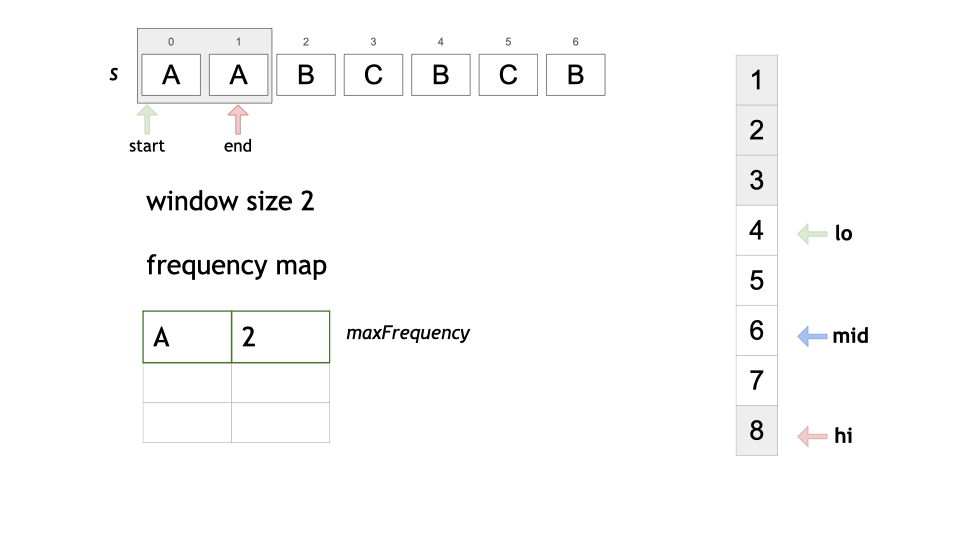 0 1 2 3 4 5 6
s A A B C B C B
start end
window size 2
frequency map
A 2 maxFrequency
1
2
3
4 lo
5
6 mid
7
8 hi